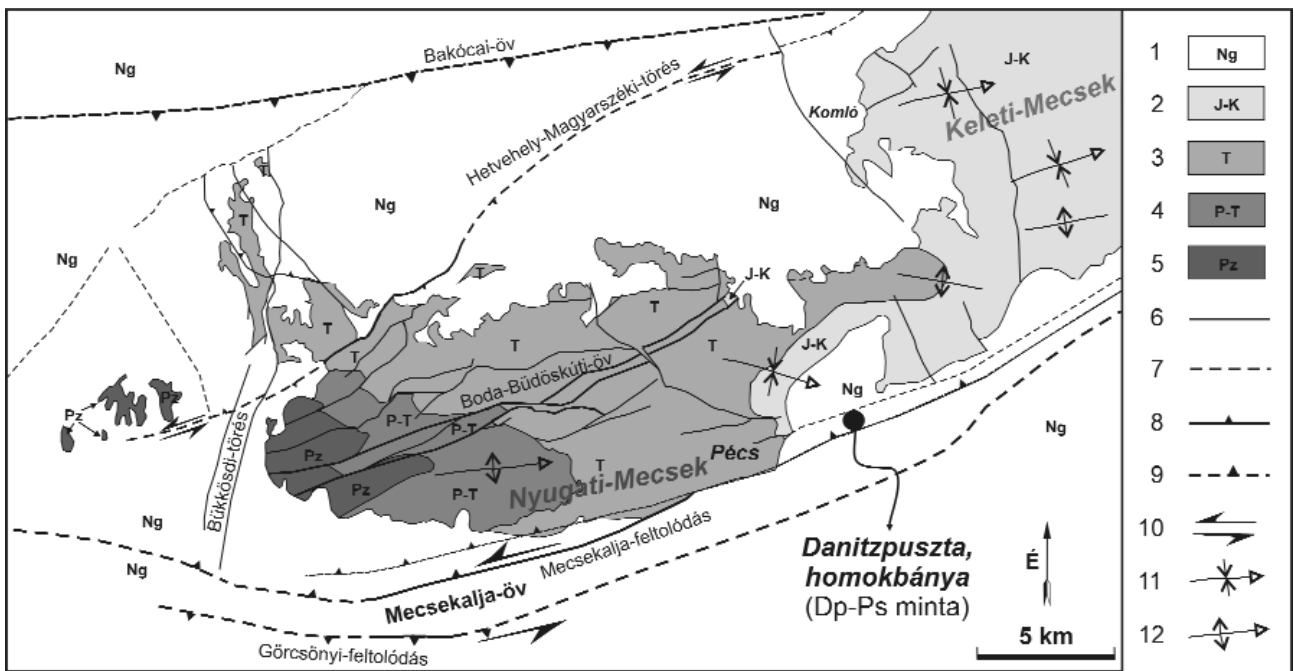 Ng
Bakócai-öv
Hetvehely-Magyarszéki-törés
Komló
J-K
Keleti-Mecsek
T
T
Ng
Ng
Ng
T
J-K
T
T
T
T
T
J-K
Boda-Büdöskúti-öv
Pz
Pz
P-T
P-T
Ng
Bükkösdi-törés
Pz
Pz
P-T
T
Pécs
Nyugati-Mecsek
Ng
Ng
Ng
Mecsekalja-feltolódás
Mecsekalja-öv
Görcsönyi-feltolódás
Danitzpuszta,
homokbánya
(Dp-Ps minta)
É
5 km
1 Ng
2 J-K
3 T
4 P-T
5 Pz
6
7
8
9
10
11
12